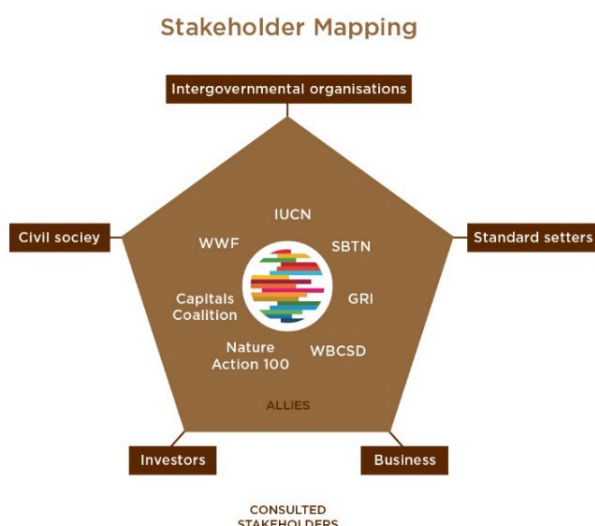 Stakeholder Mapping
Intergovernmental organisations
Civil sociey
Standard setters
IUCN
WWF
SBTN
Capitals
Coalition
GRI
Nature
Action 100
WBCSD
ALLIES
Investors
Business
CONSULTED
STAKEHOLDERS